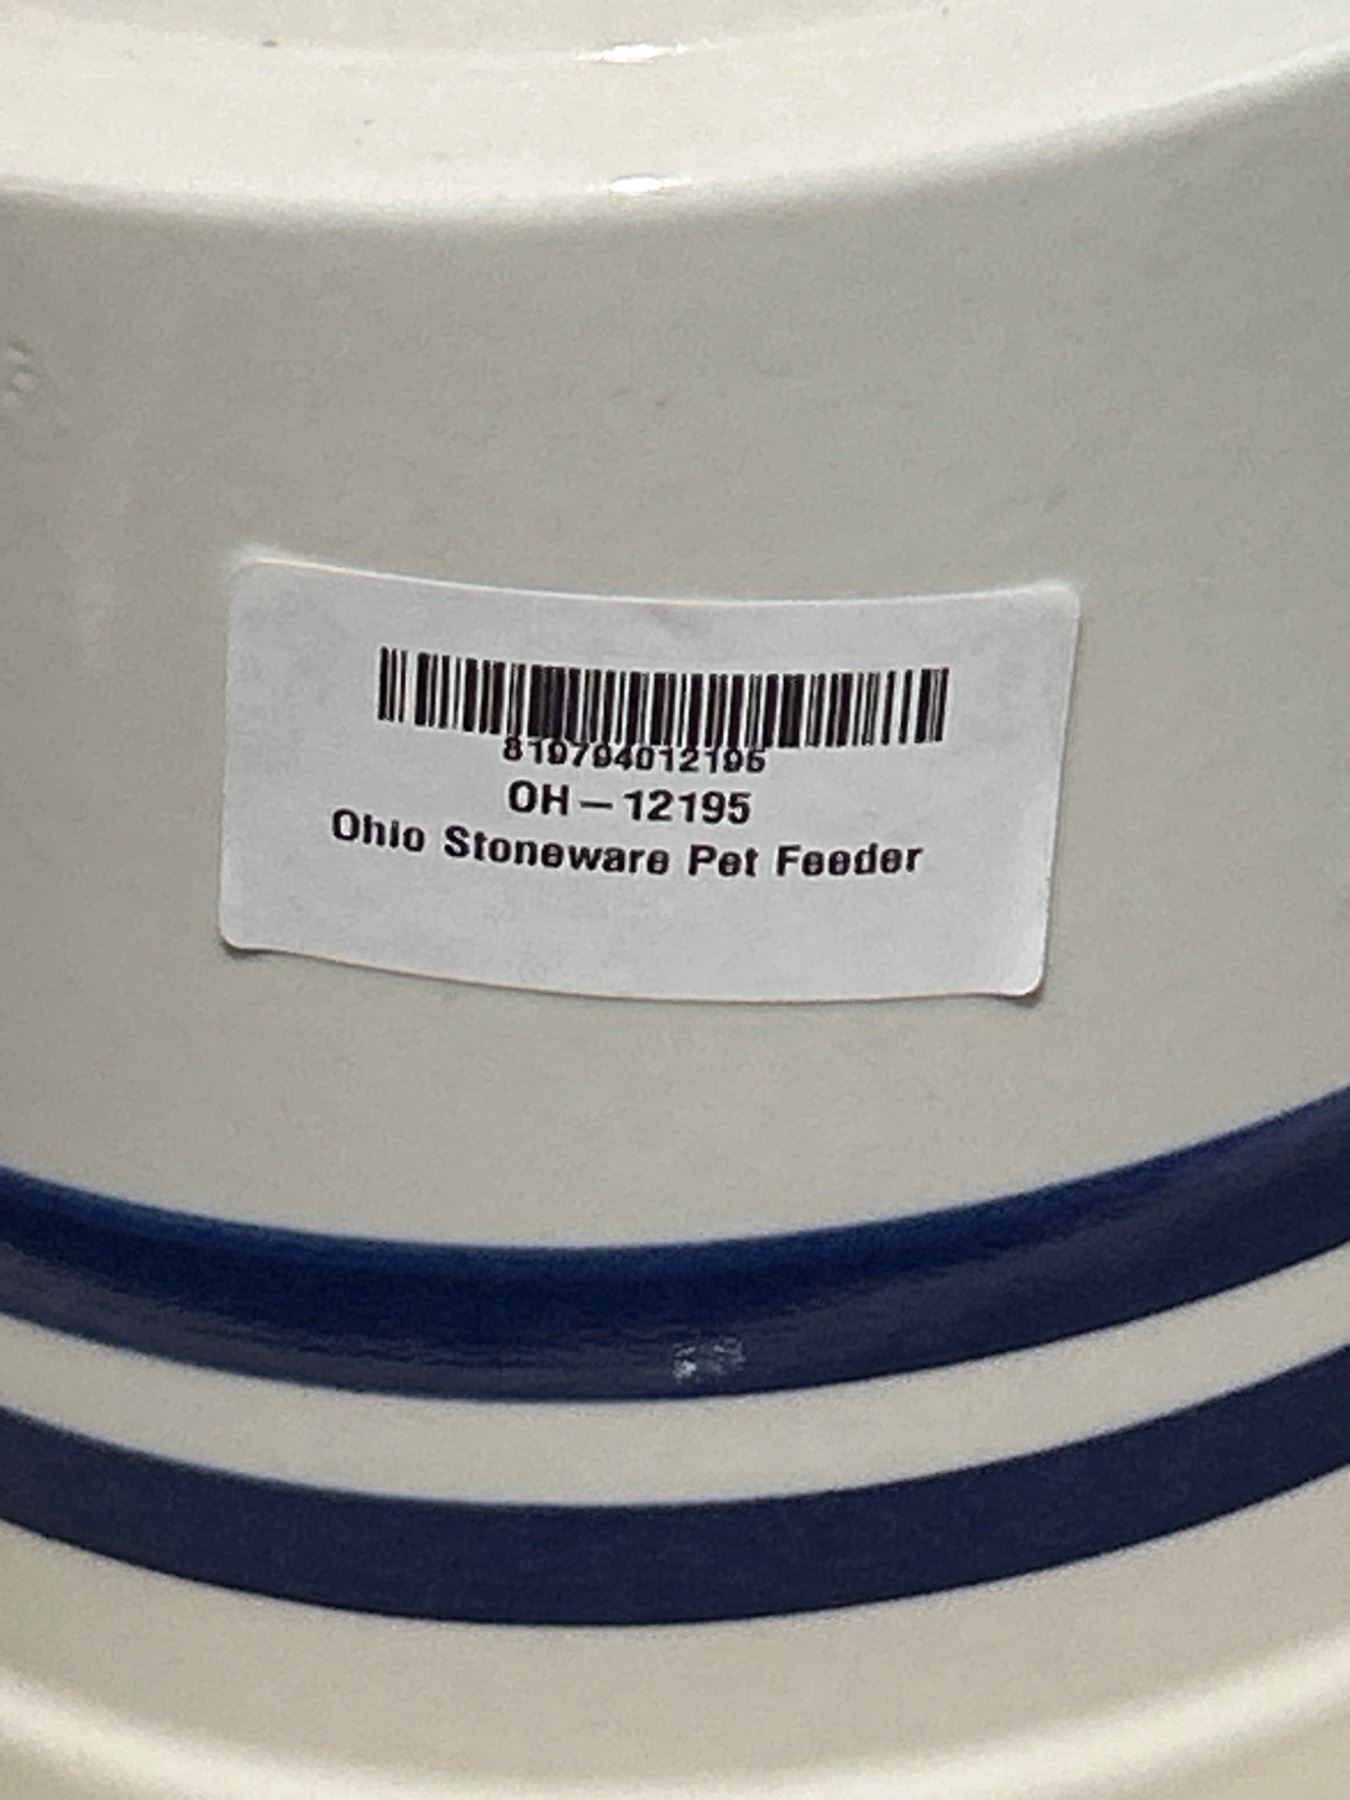 819794012195
OH – 12195
Ohio Stoneware Pet Feeder